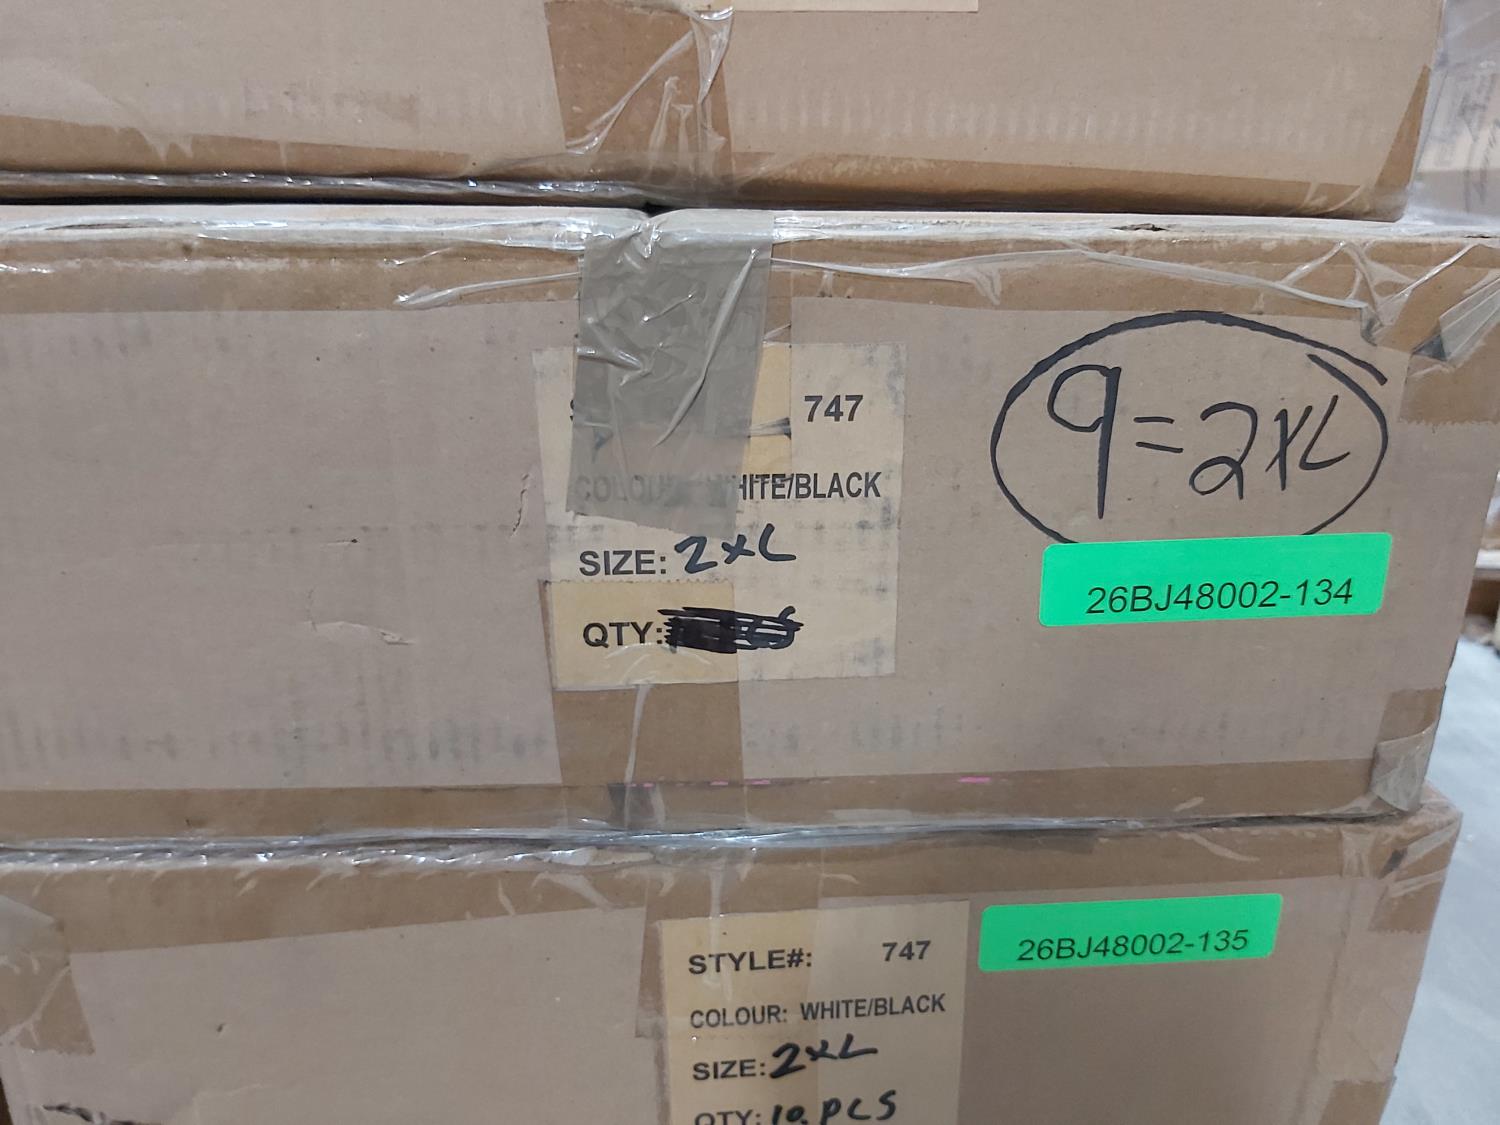 747
COLOUR: WHITE/BLACK
SIZE: 2XL
QTY:
9=2XL
26BJ48002-134
STYLE#: 747
COLOUR: WHITE/BLACK
SIZE: 2XL
QTY: 10 PCS
26BJ48002-135